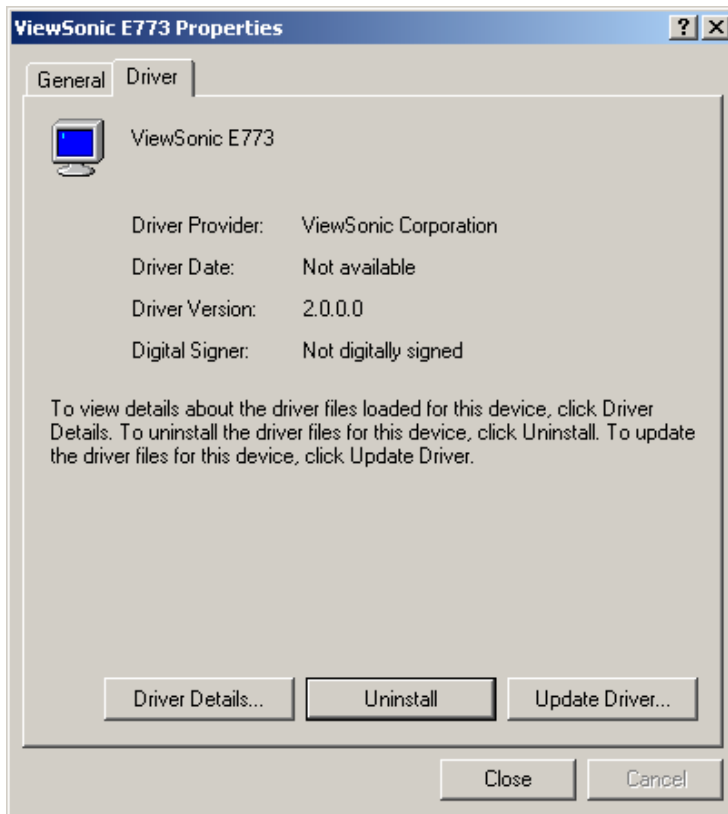 ViewSonic E773 Properties
General
Driver
ViewSonic E773
Driver Provider: ViewSonic Corporation
Driver Date: Not available
Driver Version: 2.0.0.0
Digital Signer: Not digitally signed
To view details about the driver files loaded for this device, click Driver
Details. To uninstall the driver files for this device, click Uninstall. To update
the driver files for this device, click Update Driver.
Driver Details... Uninstall Update Driver...
Close Cancel